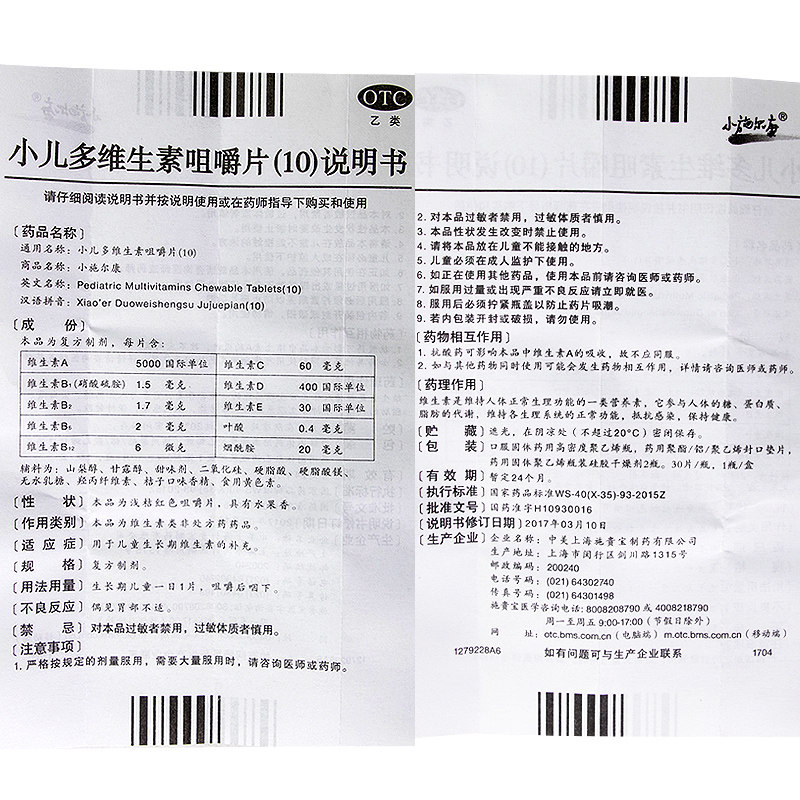 小施尔康®
OTC
乙类
小儿多维生素咀嚼片(10)说明书
请仔细阅读说明书并按说明使用或在药师指导下购买和使用
〔药品名称〕
通用名称：小儿多维生素咀嚼片(10)
商品名称：小施尔康
英文名称：Pediatric Multivitamins Chewable Tablets(10)
汉语拼音：Xiao'er Duoweishengsu Jujuepian(10)
〔成 份〕
本品为复方制剂，每片含：
维生素A 5000 国际单位 维生素C 60 毫克
维生素B₁(硝酸硫胺) 1.5 毫克 维生素D 400 国际单位
维生素B₂ 1.7 毫克 维生素E 30 国际单位
维生素B₆ 2 毫克 叶酸 0.4 毫克
维生素B₁₂ 6 微克 烟酰胺 20 毫克
辅料为：山梨醇、甘露醇、甜味剂、二氧化硅、硬脂酸、硬脂酸镁、
无水乳糖、羟丙纤维素、桔子口味香精、食用黄色素。
〔性 状〕本品为浅桔红色咀嚼片，具有水果香。
〔作用类别〕本品为维生素类非处方药药品。
〔适 应 症〕用于儿童生长期维生素的补充。
〔规 格〕复方制剂。
〔用法用量〕生长期儿童一日1片，咀嚼后咽下。
〔不良反应〕偶见胃部不适。
〔禁 忌〕对本品过敏者禁用，过敏体质者慎用。
〔注意事项〕
1. 严格按规定的剂量服用，需要大量服用时，请咨询医师或药师。
小施尔康®
2. 对本品过敏者禁用，过敏体质者慎用。
3. 本品性状发生改变时禁止使用。
4. 请将本品放在儿童不能接触的地方。
5. 儿童必须在成人监护下使用。
6. 如正在使用其他药品，使用本品前请咨询医师或药师。
7. 如服用过量或出现严重不良反应请立即就医。
8. 服用后必须拧紧瓶盖以防止药片吸潮。
9. 若内包装开封或破损，请勿使用。
〔药物相互作用〕
1. 抗酸药可影响本品中维生素A的吸收，故不应同服。
2. 如与其他药物同时使用可能会发生药物相互作用，详情请咨询医师或药师。
〔药理作用〕
维生素是维持人体正常生理功能的一类营养素，它参与人体的糖、蛋白质、
脂肪的代谢，维持各生理系统的正常功能，抵抗感染，保持健康。
〔贮 藏〕遮光，在阴凉处（不超过20°C）密闭保存。
〔包 装〕口服固体药用高密度聚乙烯瓶，药用聚酯/铝/聚乙烯封口垫片，
药用固体聚乙烯瓶装硅胶干燥剂2瓶。30片/瓶，1瓶/盒
〔有 效 期〕暂定24个月。
〔执行标准〕国家药品标准WS-40(X-35)-93-2015Z
〔批准文号〕国药准字H10930016
〔说明书修订日期〕2017年03月10日
〔生产企业〕企业名称：中美上海施贵宝制药有限公司
生产地址：上海市闵行区剑川路1315号
邮政编码：200240
电话号码：(021) 64302740
传真号码：(021) 64301498
施贵宝医学咨询电话：8008208790 或 4008218790
周一至周五 9:00-17:00（节假日除外）
网 址：otc.bms.com.cn（电脑端）m.otc.bms.com.cn（移动端）
1279228A6 如有问题可与生产企业联系 1704